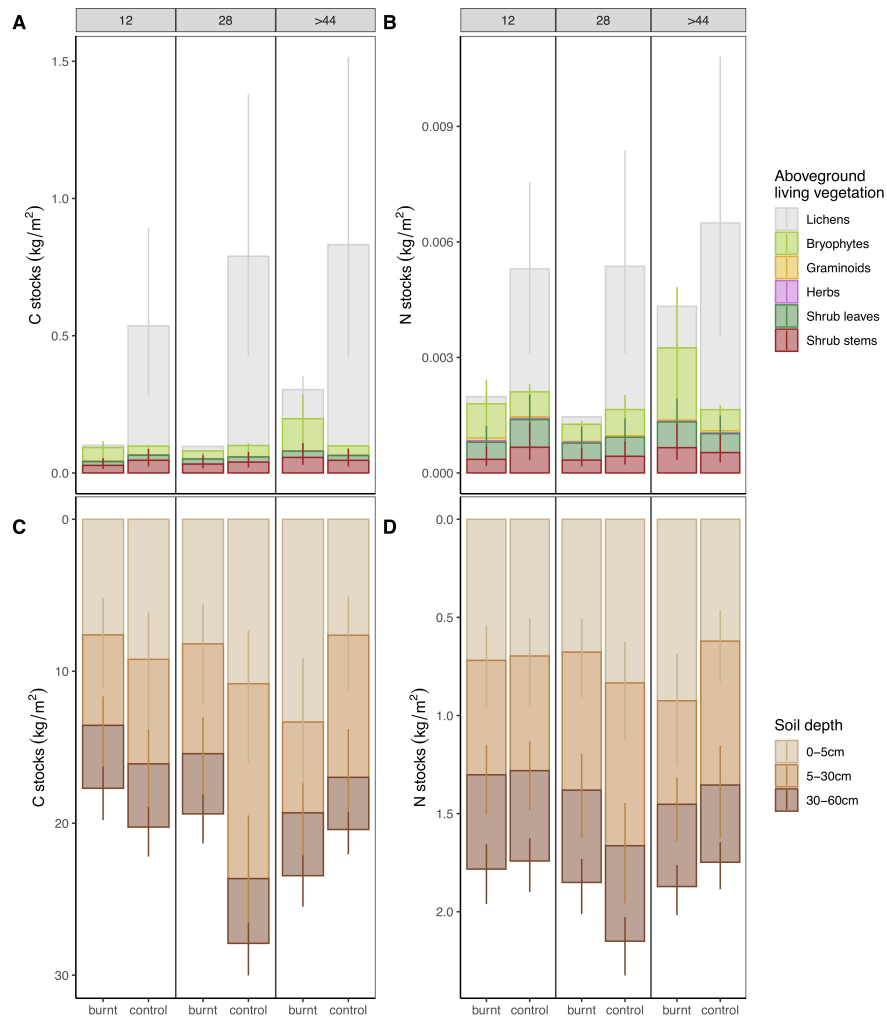 A
12
28
>44
B
12
28
>44
1.5
1.0
0.5
0.0
C stocks (kg/m²)
0.009
0.006
0.003
0.000
N stocks (kg/m²)
Aboveground
living vegetation
Lichens
Bryophytes
Graminoids
Herbs
Shrub leaves
Shrub stems
C
0
10
20
30
C stocks (kg/m²)
burnt control burnt control burnt control
D
0.0
0.5
1.0
1.5
2.0
N stocks (kg/m²)
burnt control burnt control burnt control
Soil depth
0−5cm
5−30cm
30−60cm